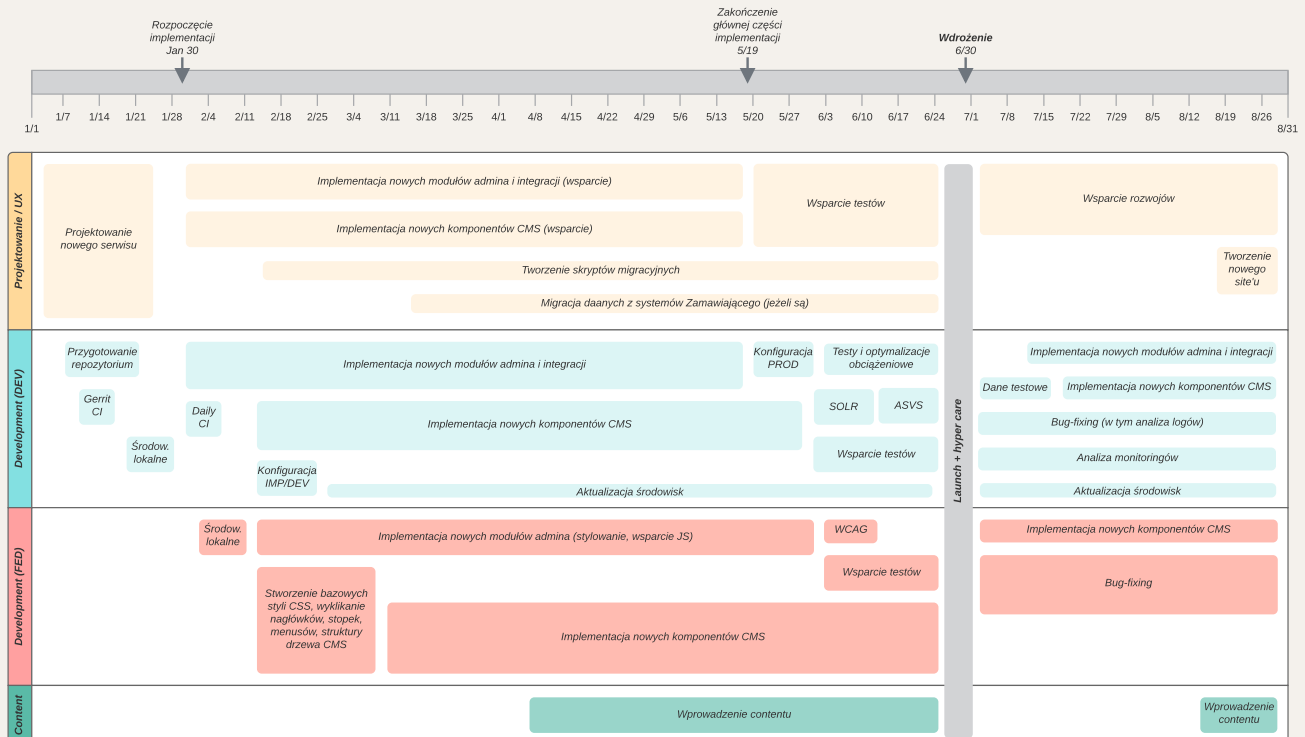 Rozpoczęcie
implementacji
Jan 30
Zakończenie
głównej części
implementacji
5/19
Wdrożenie
6/30
1/1
1/7 1/14 1/21 1/28 2/4 2/11 2/18 2/25 3/4 3/11 3/18 3/25 4/1 4/8 4/15 4/22 4/29 5/6 5/13 5/20 5/27 6/3 6/10 6/17 6/24 7/1 7/8 7/15 7/22 7/29 8/5 8/12 8/19 8/26
8/31
Projektowanie / UX
Projektowanie
nowego serwisu
Implementacja nowych modułów admina i integracji (wsparcie)
Implementacja nowych komponentów CMS (wsparcie)
Wsparcie testów
Tworzenie skryptów migracyjnych
Migracja daanych z systemów Zamawiającego (jeżeli są)
Wsparcie rozwojów
Tworzenie
nowego
site'u
Development (DEV)
Przygotowanie
repozytorium
Gerrit
CI
Środow.
lokalne
Implementacja nowych modułów admina i integracji
Daily
CI
Implementacja nowych komponentów CMS
Konfiguracja
IMP/DEV
Aktualizacja środowisk
Konfiguracja
PROD
Testy i optymalizacje
obciążeniowe
SOLR
ASVS
Wsparcie testów
Launch + hyper care
Implementacja nowych modułów admina i integracji
Dane testowe
Implementacja nowych komponentów CMS
Bug-fixing (w tym analiza logów)
Analiza monitoringów
Aktualizacja środowisk
Development (FED)
Środow.
lokalne
Implementacja nowych modułów admina (stylowanie, wsparcie JS)
WCAG
Wsparcie testów
Stworzenie bazowych
styli CSS, wyklikanie
nagłówków, stopek,
menusów, struktury
drzewa CMS
Implementacja nowych komponentów CMS
Implementacja nowych komponentów CMS
Bug-fixing
Content
Wprowadzenie contentu
Wprowadzenie
contentu